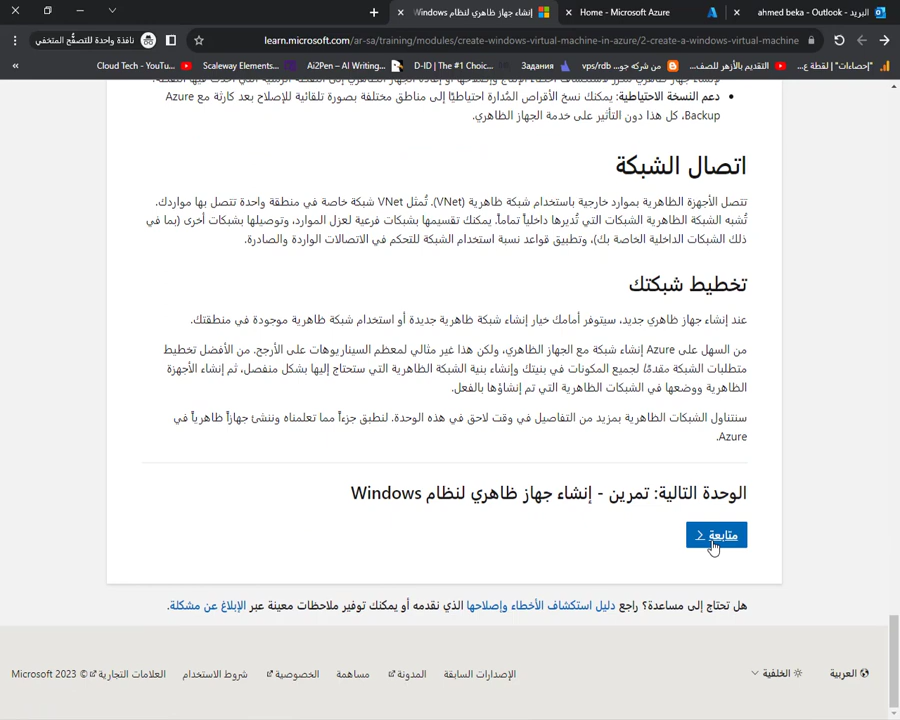 البريد - ahmed beka - Outlook
Home - Microsoft Azure
إنشاء جهاز ظاهري لنظام Windows
learn.microsoft.com/ar-sa/training/modules/create-windows-virtual-machine-in-azure/2-create-a-windows-virtual-machine
نافذة واحدة للتصفّح المتخفي
"إحصاءات" | لقطة ع...
التقديم بالأزهر للصف...
من شركه جو... vps/rdb
Задания
الإبداع
D-ID | The #1 Choic...
Ai2Pen – AI Writing...
Scaleway Elements...
Cloud Tech - YouTu...
دعم النسخة الاحتياطية: يمكنك نسخ الأقراص المُدارة احتياطيًا إلى مناطق مختلفة بصورة تلقائية للإصلاح بعد كارثة مع Azure
Backup، كل هذا دون التأثير على خدمة الجهاز الظاهري.
اتصال الشبكة
تتصل الأجهزة الظاهرية بموارد خارجية باستخدام شبكة ظاهرية (VNet). تُمثل VNet شبكة خاصة في منطقة واحدة تتصل بها مواردك.
تُشبه الشبكة الظاهرية الشبكات التي تُديرها داخلياً تماماً. يمكنك تقسيمها بشبكات فرعية لعزل الموارد، وتوصيلها بشبكات أخرى (بما في
ذلك الشبكات الداخلية الخاصة بك)، وتطبيق قواعد نسبة استخدام الشبكة للتحكم في الاتصالات الواردة والصادرة.
تخطيط شبكتك
عند إنشاء جهاز ظاهري جديد، سيتوفر أمامك خيار إنشاء شبكة ظاهرية جديدة أو استخدام شبكة ظاهرية موجودة في منطقتك.
من السهل على Azure إنشاء شبكة مع الجهاز الظاهري، ولكن هذا غير مثالي لمعظم السيناريوهات على الأرجح. من الأفضل تخطيط
متطلبات الشبكة مقدمًا لجميع المكونات في بنيتك وإنشاء بنية الشبكة الظاهرية التي ستحتاج إليها بشكل منفصل، ثم إنشاء الأجهزة
الظاهرية ووضعها في الشبكات الظاهرية التي تم إنشاؤها بالفعل.
سنتناول الشبكات الظاهرية بمزيد من التفاصيل في وقت لاحق في هذه الوحدة. لنطبق جزءاً مما تعلمناه وننشئ جهازاً ظاهرياً في
Azure.
الوحدة التالية: تمرين - إنشاء جهاز ظاهري لنظام Windows
متابعة
هل تحتاج إلى مساعدة؟ راجع دليل استكشاف الأخطاء وإصلاحها الذي نقدمه أو يمكنك توفير ملاحظات معينة عبر الإبلاغ عن مشكلة.
العربية
الخلفية
الإصدارات السابقة
المدونة
مساهمة
الخصوصية
شروط الاستخدام
العلامات التجارية
© Microsoft 2023